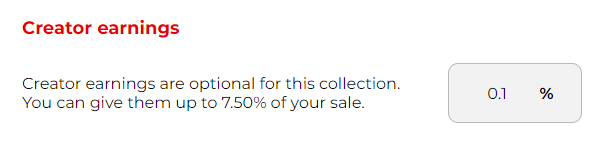 Creator earnings
Creator earnings are optional for this collection.
You can give them up to 7.50% of your sale.
0.1 %